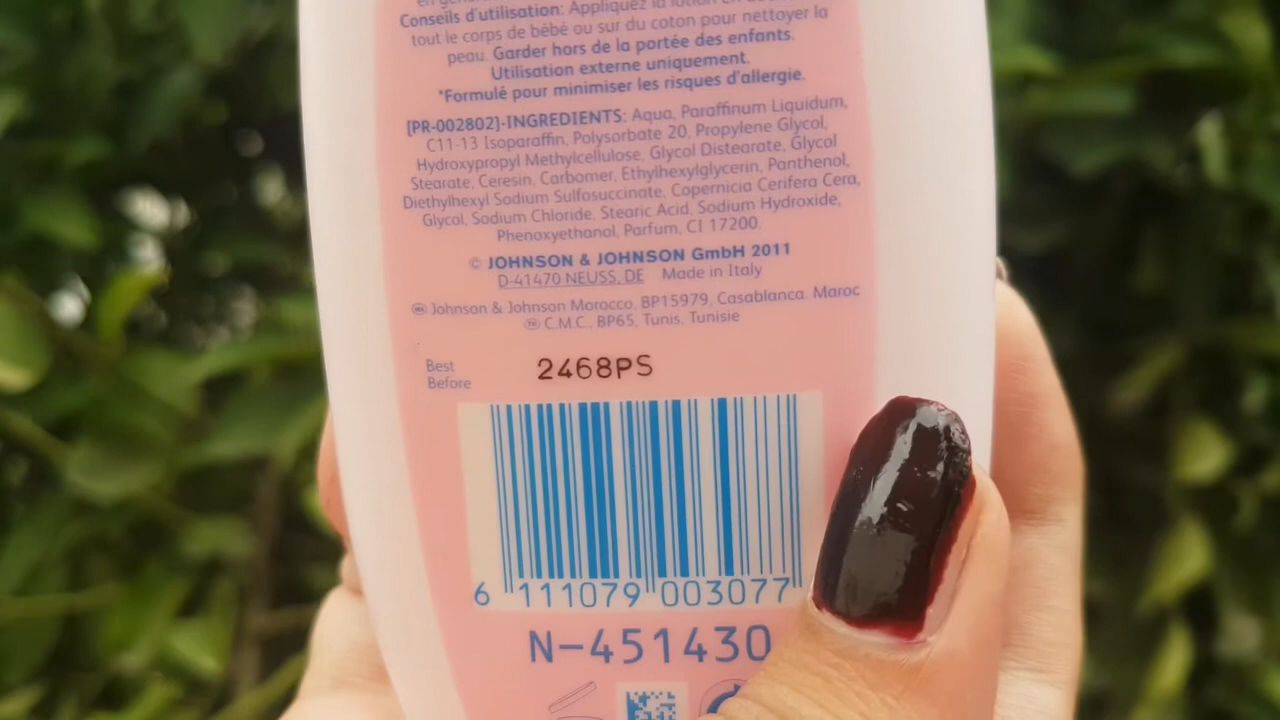 Conseils d'utilisation: Appliquez la lotion en
tout le corps de bébé ou sur du coton pour nettoyer la
peau. Garder hors de la portée des enfants.
Utilisation externe uniquement.
*Formulé pour minimiser les risques d'allergie.
[PR-002802]-INGREDIENTS: Aqua, Paraffinum Liquidum,
C11-13 Isoparaffin, Polysorbate 20, Propylene Glycol,
Hydroxypropyl Methylcellulose, Glycol Distearate, Glycol
Stearate, Ceresin, Carbomer, Ethylhexylglycerin, Panthenol,
Diethylhexyl Sodium Sulfosuccinate, Copernicia Cerifera Cera,
Glycol, Sodium Chloride, Stearic Acid, Sodium Hydroxide,
Phenoxyethanol, Parfum, CI 17200.
© JOHNSON & JOHNSON GmbH 2011
D-41470 NEUSS, DE Made in Italy
Johnson & Johnson Morocco, BP15979, Casablanca. Maroc
C.M.C., BP65, Tunis, Tunisie
Best
Before
2468PS
6 111079 003077
N-451430